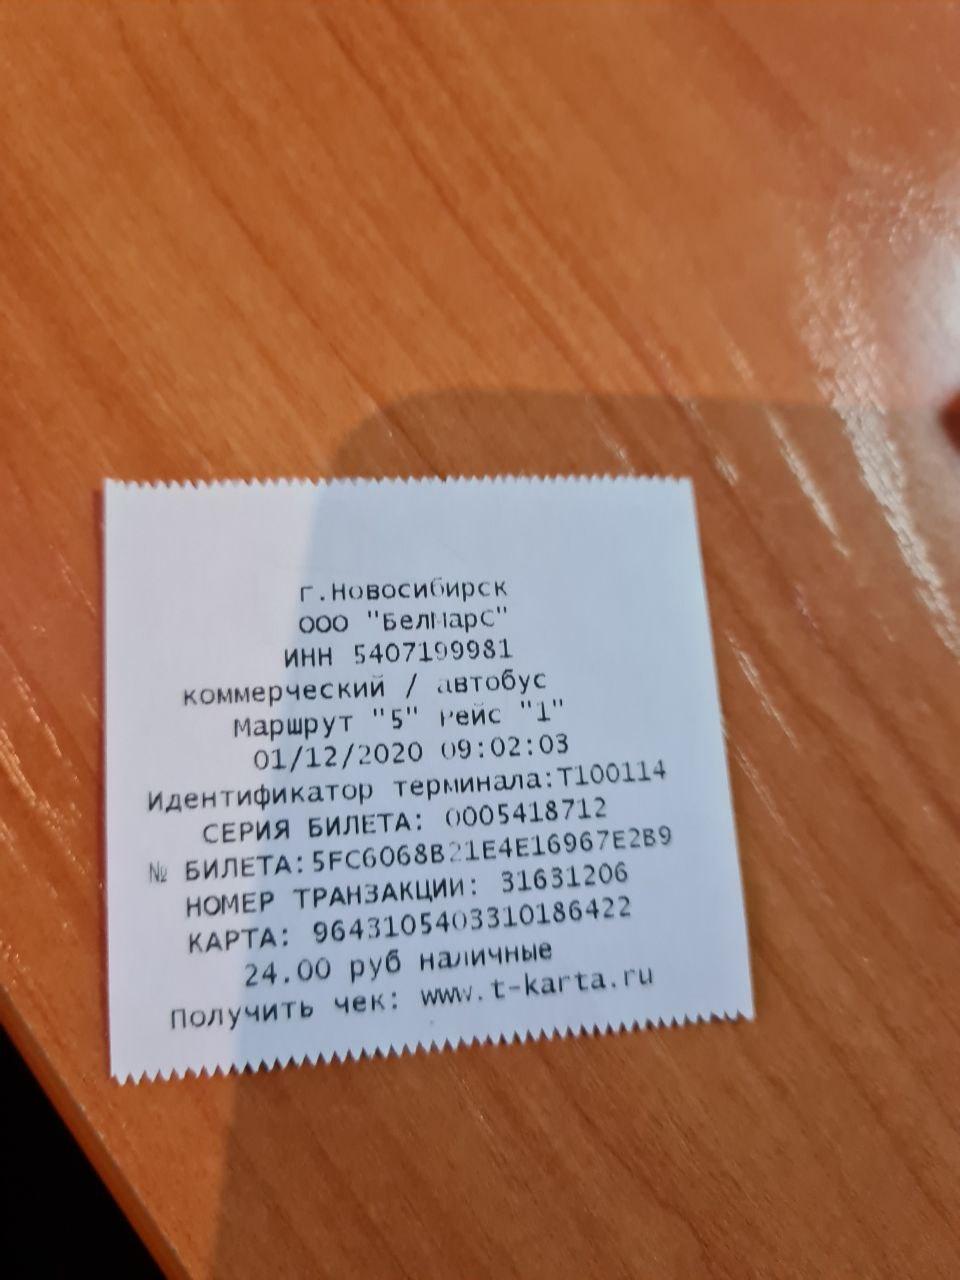 г.Новосибирск
ООО "БелМарС"
ИНН 5407199981
коммерческий / автобус
Маршрут "5" Рейс "1"
01/12/2020 09:02:03
Идентификатор терминала:Т100114
СЕРИЯ БИЛЕТА: 0005418712
№ БИЛЕТА:5FC6068B21E4E16967E2B9
НОМЕР ТРАНЗАКЦИИ: 31631206
КАРТА: 9643105403310186422
24.00 руб наличные
Получить чек: www.t-karta.ru